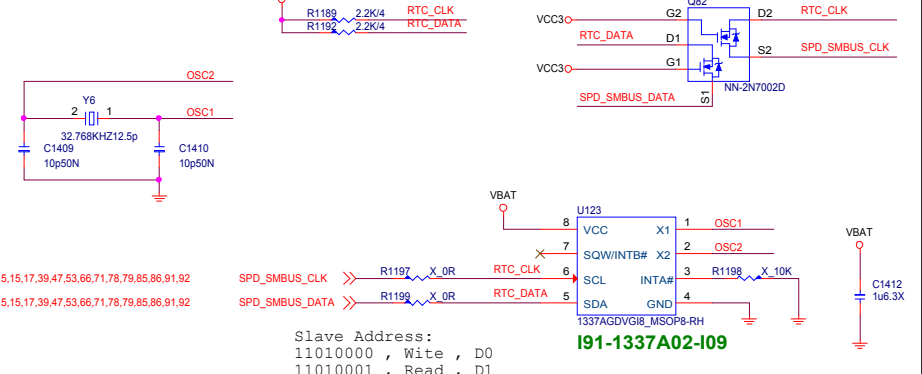 R1189 2.2K/4 RTC_CLK
R1192 2.2K/4 RTC_DATA
Q82
VCC3 G2 D2 RTC_CLK
RTC_DATA D1
S2 SPD_SMBUS_CLK
VCC3 G1
NN-2N7002D
SPD_SMBUS_DATA S1
OSC2
Y6
2 1 OSC1
32.768KHZ12.5p
C1409
10p50N
C1410
10p50N
VBAT
U123
8 VCC X1 1 OSC1
7 SQW/INTB# X2 2 OSC2
5,15,17,39,47,53,66,71,78,79,85,86,91,92 SPD_SMBUS_CLK R1197 X_0R RTC_CLK 6 SCL INTA# 3 R1198 X_10K
5,15,17,39,47,53,66,71,78,79,85,86,91,92 SPD_SMBUS_DATA R1199 X_0R RTC_DATA 5 SDA GND 4
1337AGDVGI8_MSOP8-RH
I91-1337A02-I09
VBAT
C1412
1u6.3X
Slave Address:
11010000 , Wite , D0
11010001 , Read , D1